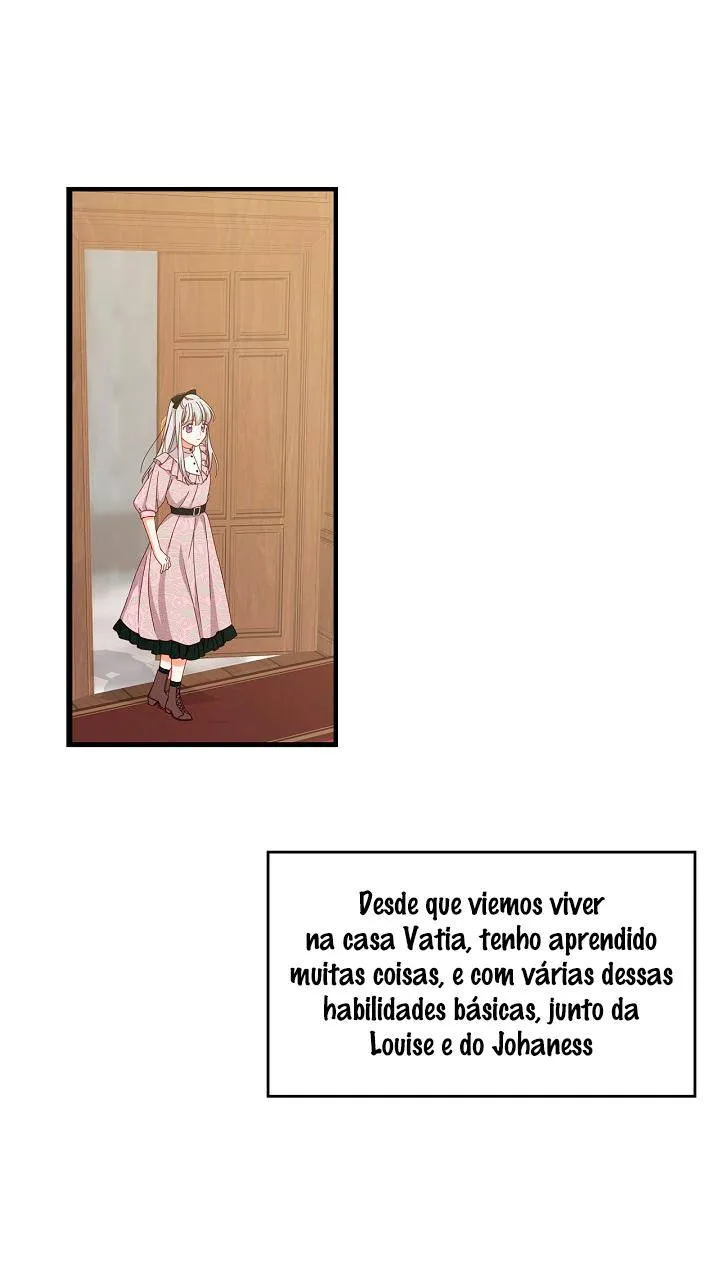 Desde que viemos viver
na casa Vatia, tenho aprendido
muitas coisas, e com várias dessas
habilidades básicas, junto da
Louise e do Johaness